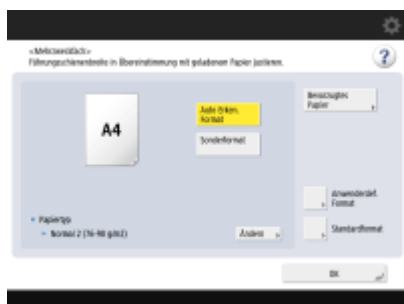 <Mehrzweckfach>
Führungsschienenbreite in Übereinstimmung mit geladenem Papier justieren.
?
A4
Auto Erken.
Format
Sonderformat
Bevorzugtes
Papier
Anwenderdef.
Format
Standardformat
Papiertyp
Normal 2 (76-90 g/m2)
Ändern
OK